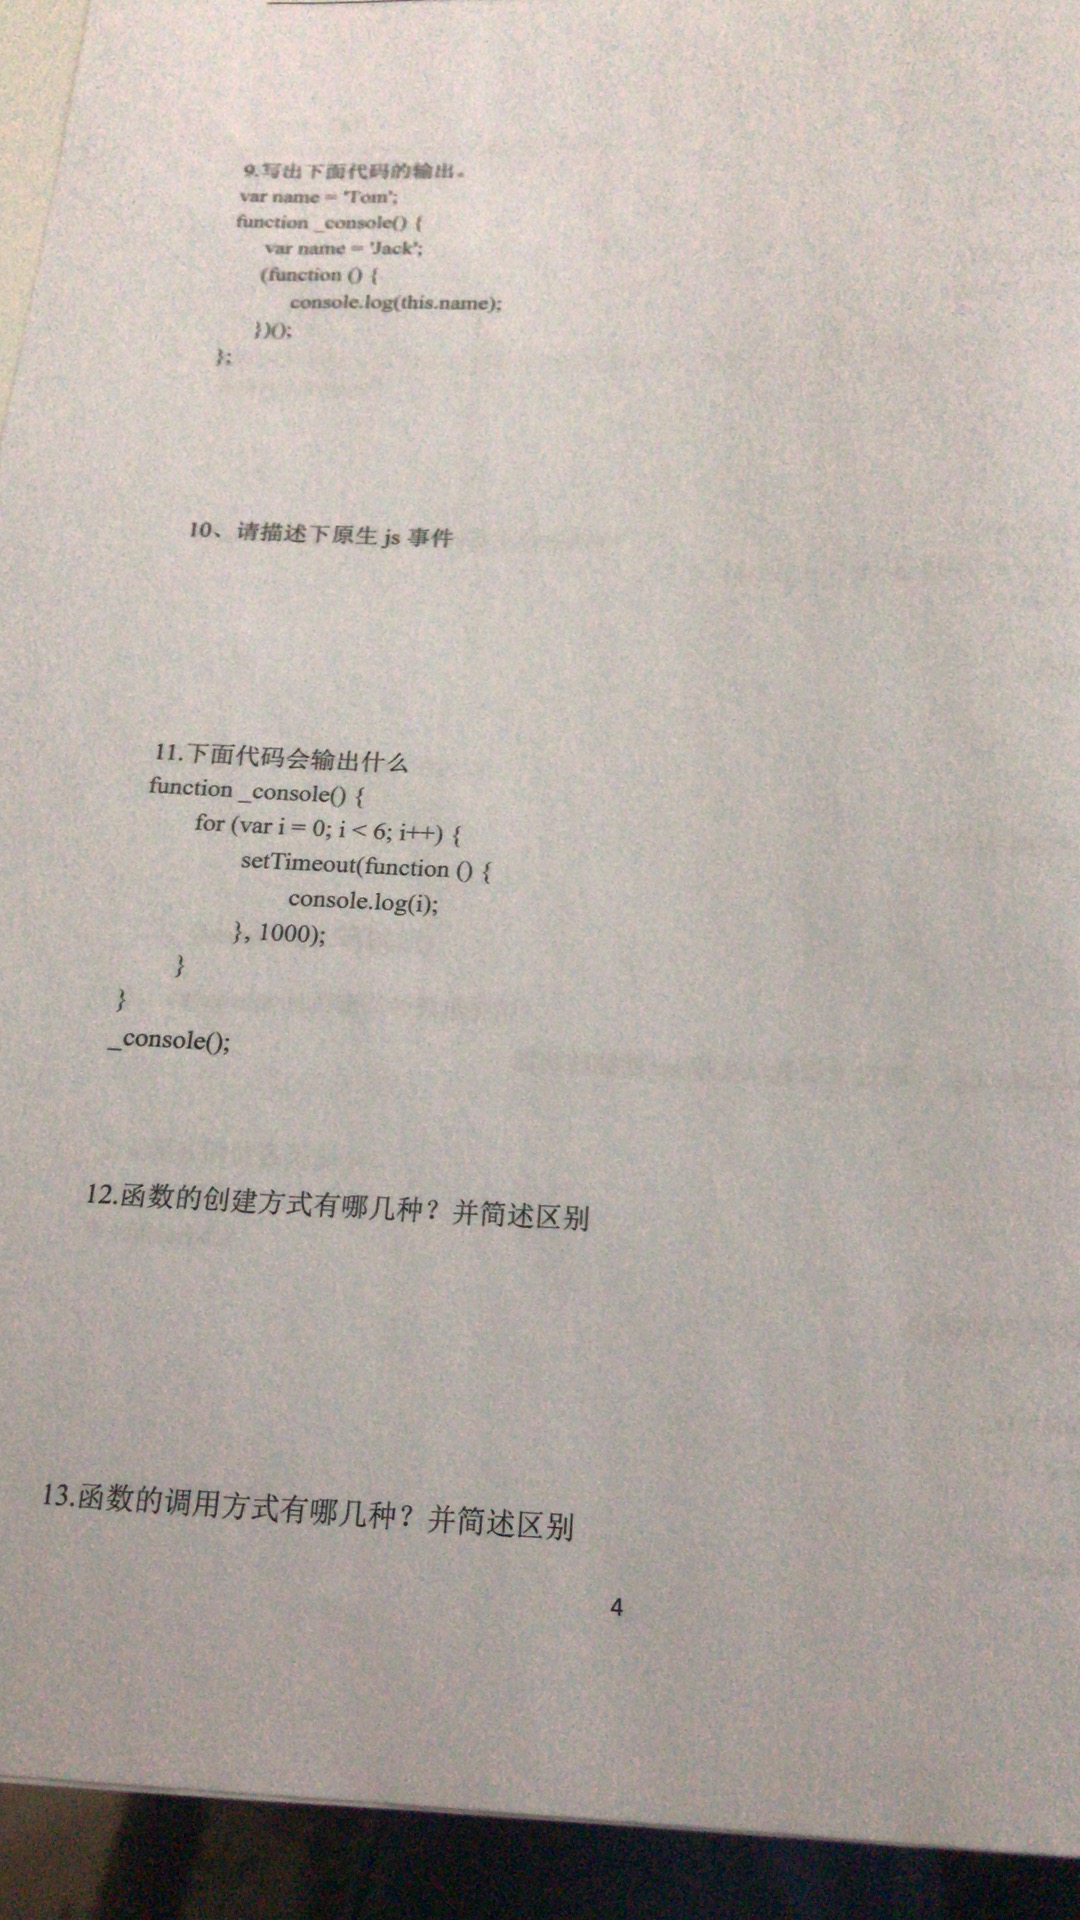 9.写出下面代码的输出。
var name = 'Tom';
function _console() {
var name = 'Jack';
(function () {
console.log(this.name);
})();
};
10、请描述下原生 js 事件
11.下面代码会输出什么
function _console() {
for (var i = 0; i < 6; i++) {
setTimeout(function () {
console.log(i);
}, 1000);
}
}
_console();
12.函数的创建方式有哪几种？并简述区别
13.函数的调用方式有哪几种？并简述区别
4